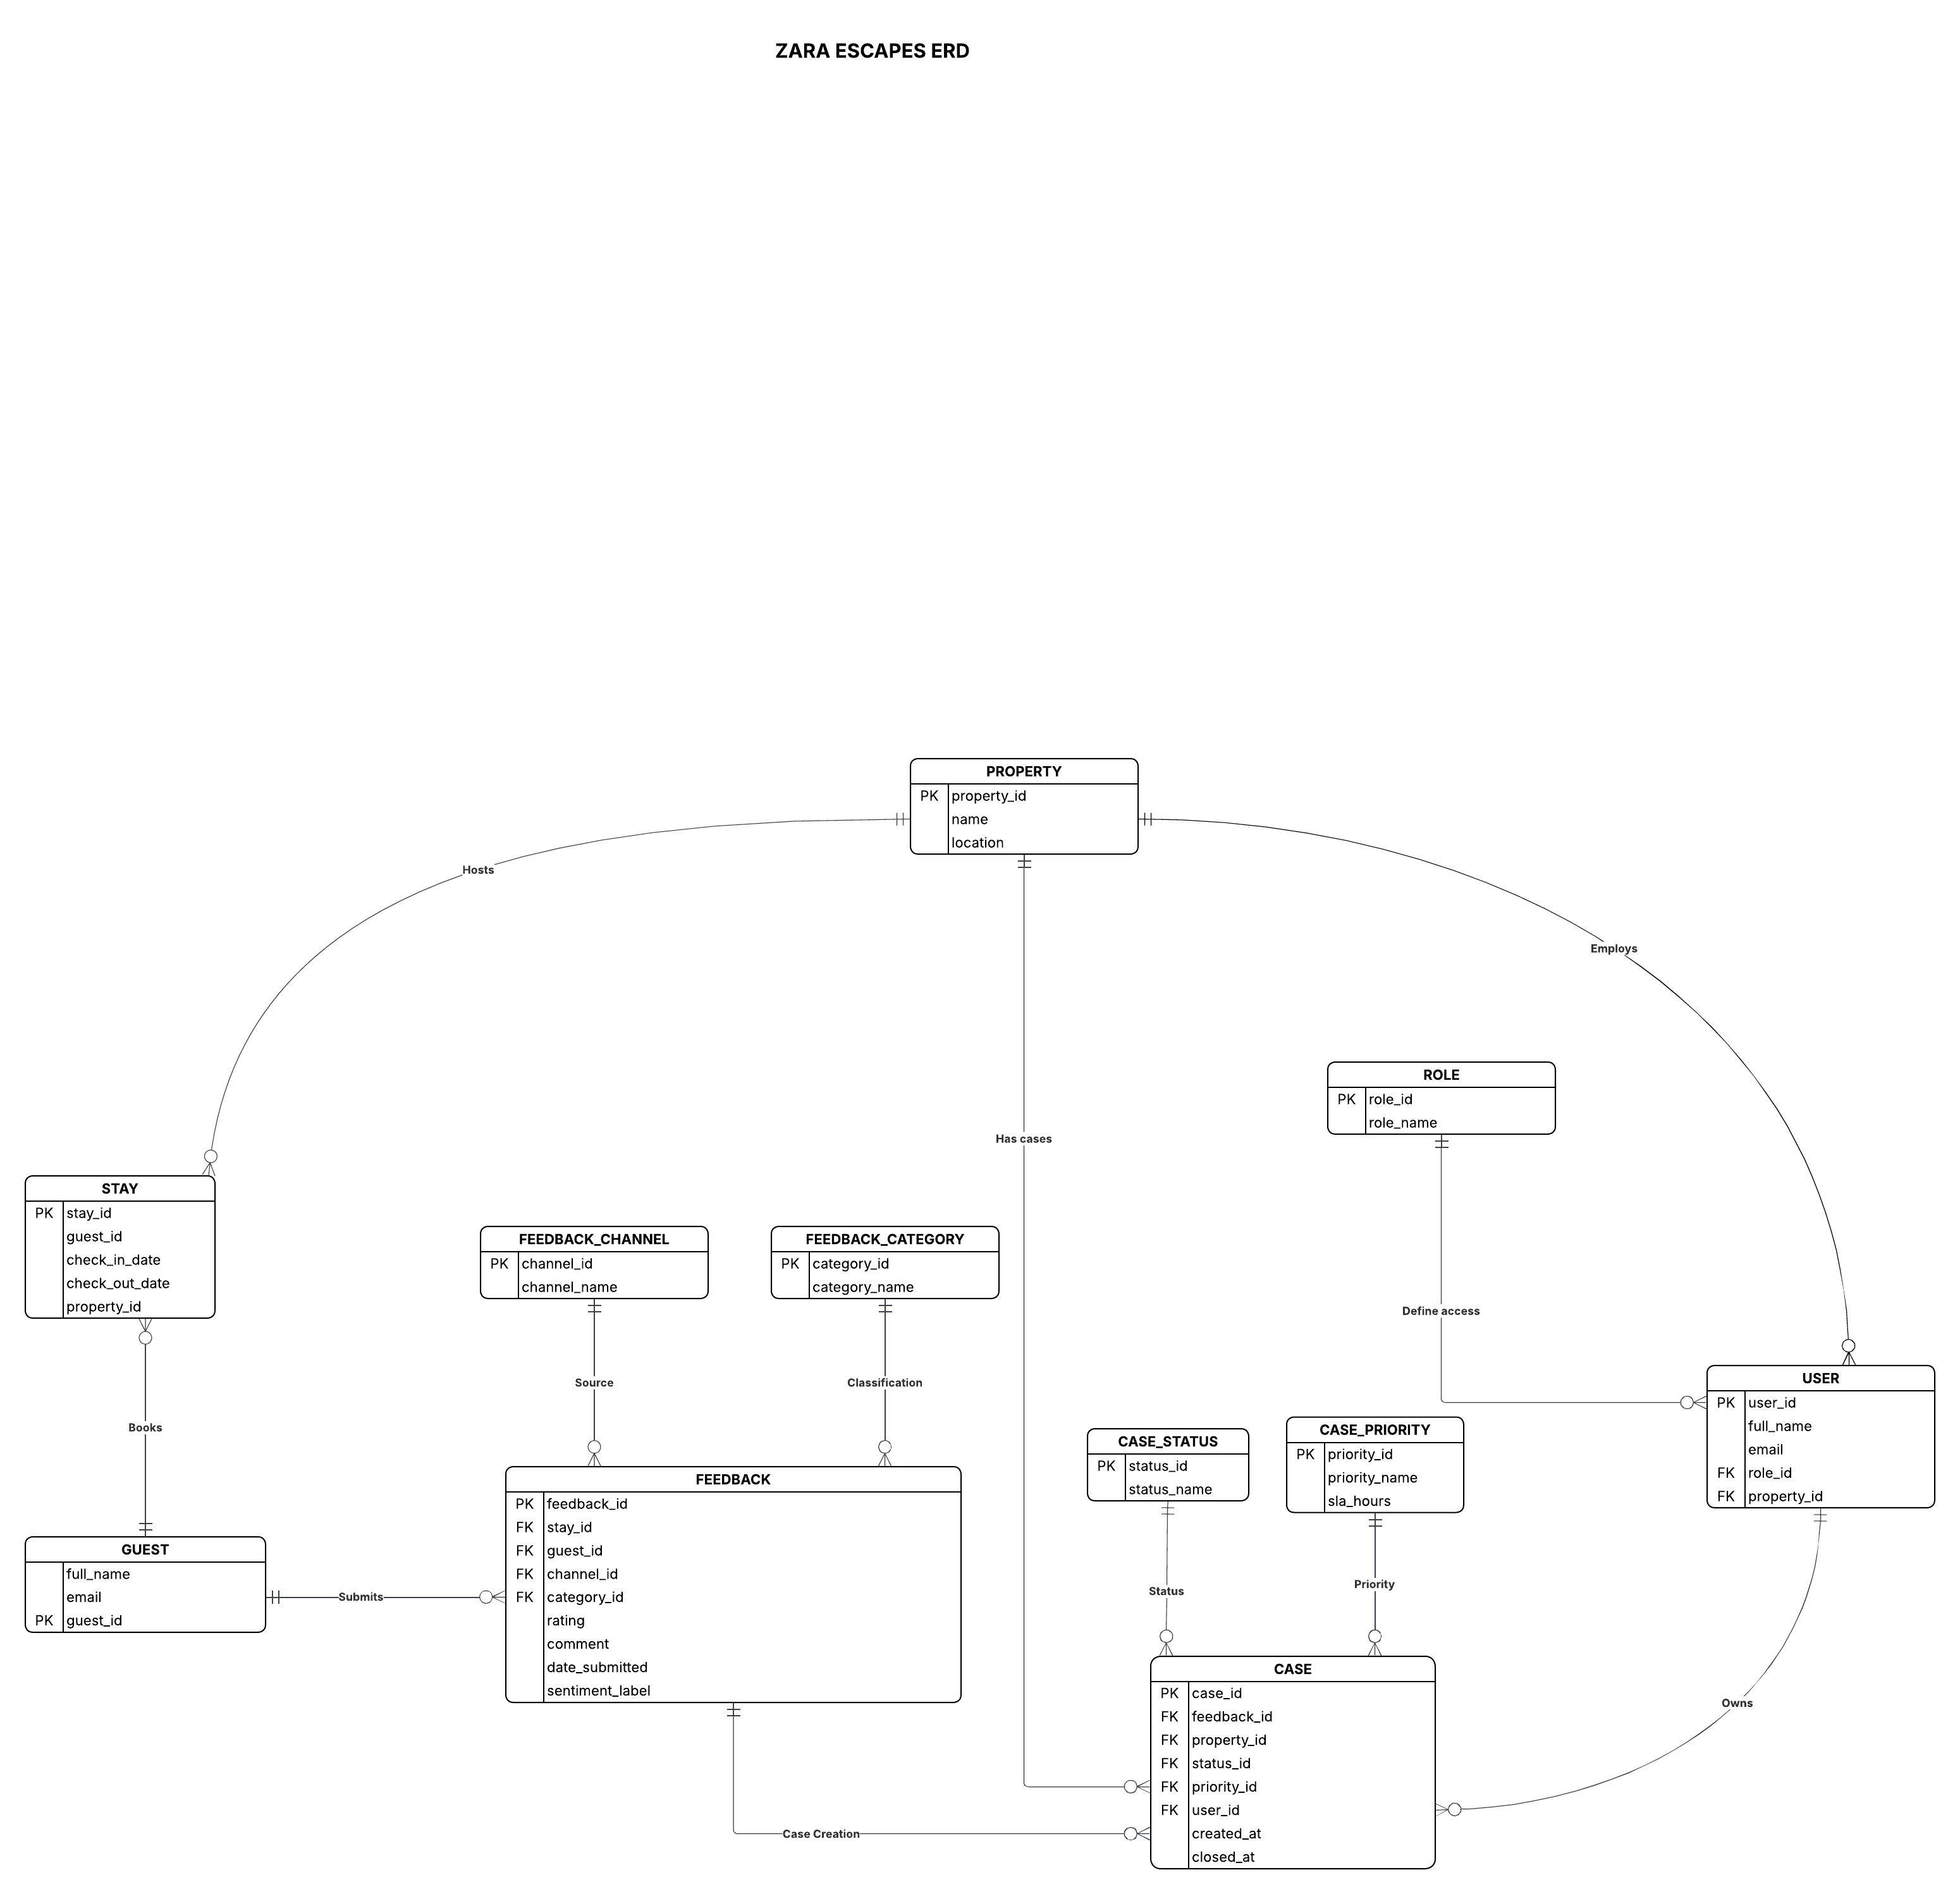 ZARA ESCAPES ERD
PROPERTY
PK property_id
name
location
Hosts
Employs
Has cases
ROLE
PK role_id
role_name
Define access
STAY
PK stay_id
guest_id
check_in_date
check_out_date
property_id
FEEDBACK_CHANNEL
PK channel_id
channel_name
FEEDBACK_CATEGORY
PK category_id
category_name
Source
Classification
Books
USER
PK user_id
full_name
email
FK role_id
FK property_id
CASE_STATUS
PK status_id
status_name
CASE_PRIORITY
PK priority_id
priority_name
sla_hours
FEEDBACK
PK feedback_id
FK stay_id
FK guest_id
FK channel_id
FK category_id
rating
comment
date_submitted
sentiment_label
GUEST
full_name
email
PK guest_id
Submits
Status
Priority
Owns
CASE
PK case_id
FK feedback_id
FK property_id
FK status_id
FK priority_id
FK user_id
created_at
closed_at
Case Creation